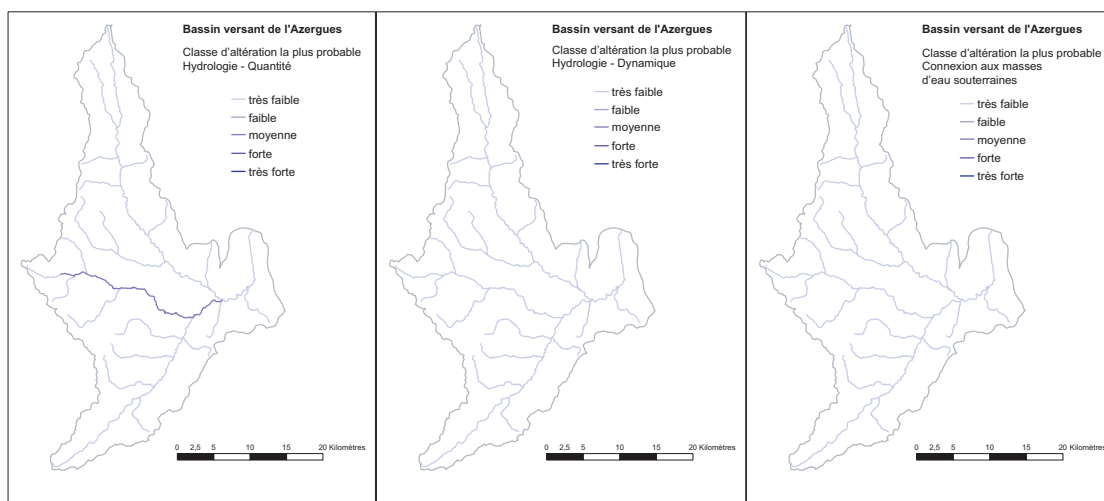 Bassin versant de l'Azergues
Classe d'altération la plus probable
Hydrologie - Quantité
très faible
faible
moyenne
forte
très forte
0 2,5 5 10 15 20 Kilomètres
Bassin versant de l'Azergues
Classe d'altération la plus probable
Hydrologie - Dynamique
très faible
faible
moyenne
forte
très forte
0 2,5 5 10 15 20 Kilomètres
Bassin versant de l'Azergues
Classe d'altération la plus probable
Connexion aux masses
d'eau souterraines
très faible
faible
moyenne
forte
très forte
0 2,5 5 10 15 20 Kilomètres